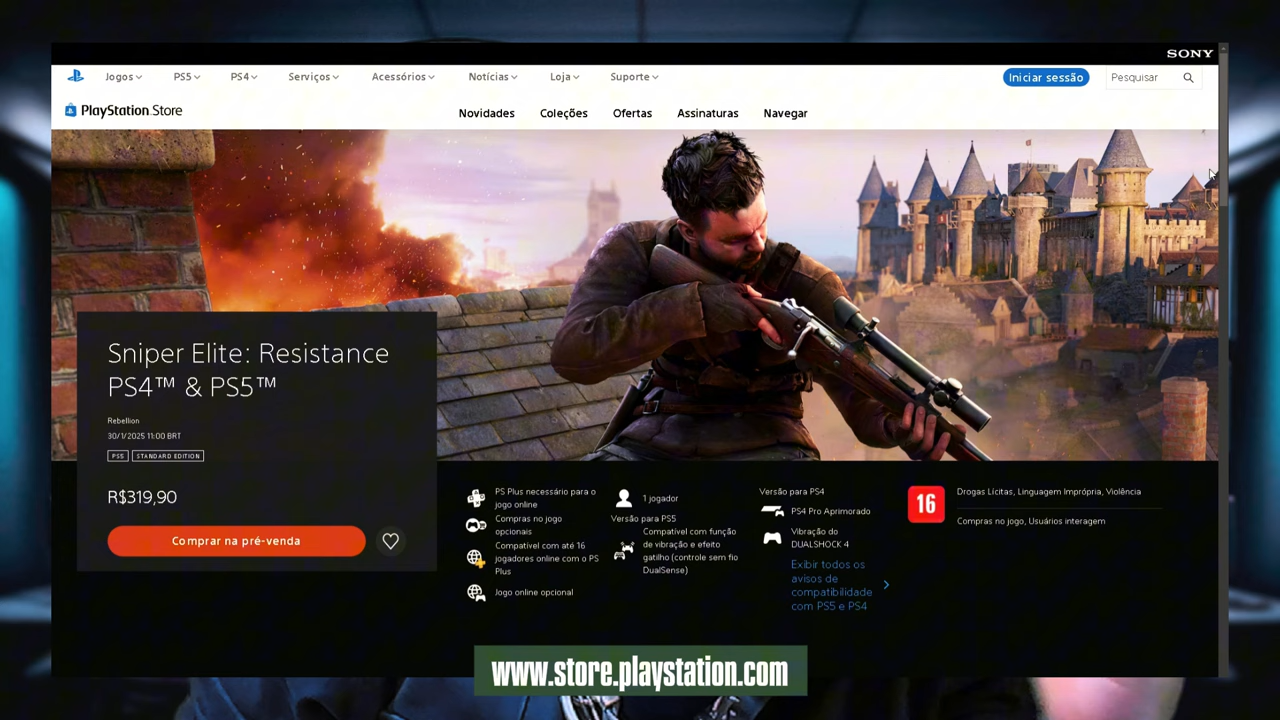 SONY
Jogos
PS5
PS4
Serviços
Acessórios
Notícias
Loja
Suporte
Iniciar sessão
Pesquisar
PlayStation Store
Novidades
Coleções
Ofertas
Assinaturas
Navegar
Sniper Elite: Resistance
PS4™ & PS5™
Rebellion
30/1/2025 11:00 BRT
PS5
STANDARD EDITION
R$319,90
Comprar na pré-venda
PS Plus necessário para o
jogo online
Compras no jogo
opcionais
Compatível com até 16
jogadores online com o PS
Plus
Jogo online opcional
1 jogador
Versão para PS5
Compatível com função
de vibração e efeito
gatilho (controle sem fio
DualSense)
Versão para PS4
PS4 Pro Aprimorado
Vibração do
DUALSHOCK 4
Exibir todos os
avisos de
compatibilidade
com PS5 e PS4
16
Drogas Lícitas, Linguagem Imprópria, Violência
Compras no jogo, Usuários interagem
www.store.playstation.com